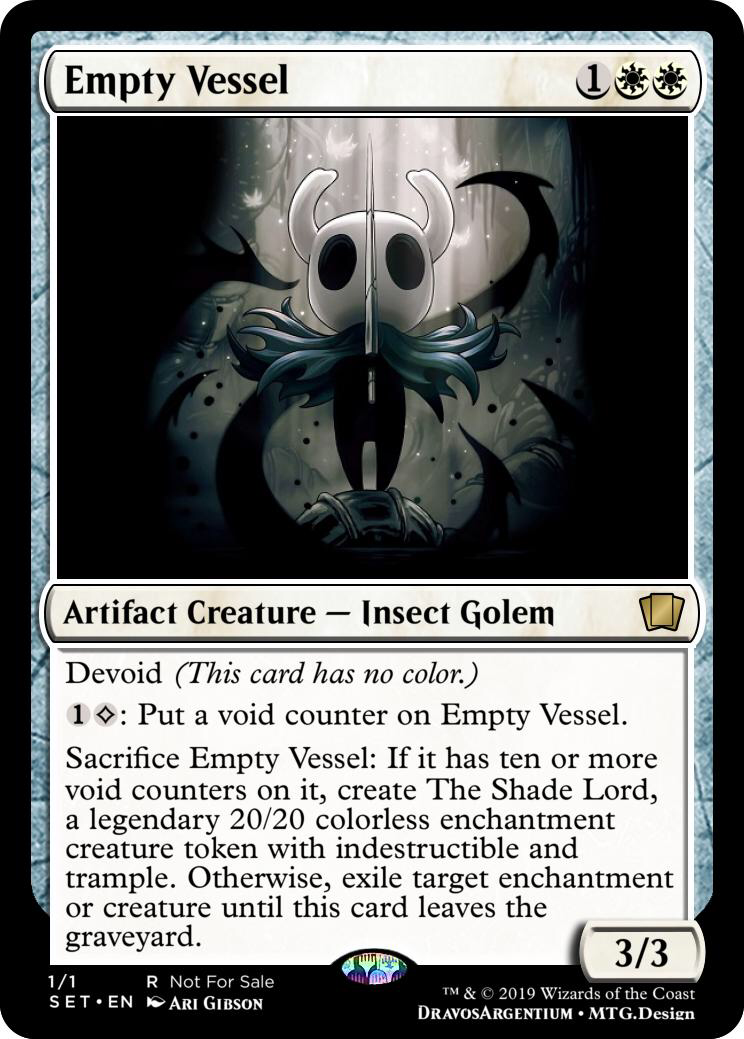 Empty Vessel 1
Artifact Creature — Insect Golem
Devoid (This card has no color.)
1: Put a void counter on Empty Vessel.
Sacrifice Empty Vessel: If it has ten or more
void counters on it, create The Shade Lord,
a legendary 20/20 colorless enchantment
creature token with indestructible and
trample. Otherwise, exile target enchantment
or creature until this card leaves the
graveyard.
3/3
1/1 R Not For Sale
SET • EN Ari Gibson
™ & © 2019 Wizards of the Coast
DravosArgentium • MTG.Design